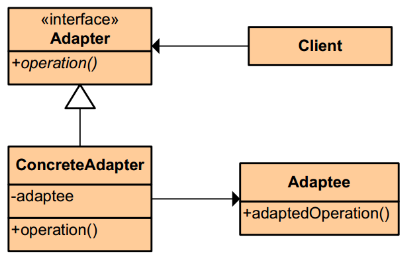 «interface»
Adapter
+operation()
Client
ConcreteAdapter
-adaptee
+operation()
Adaptee
+adaptedOperation()